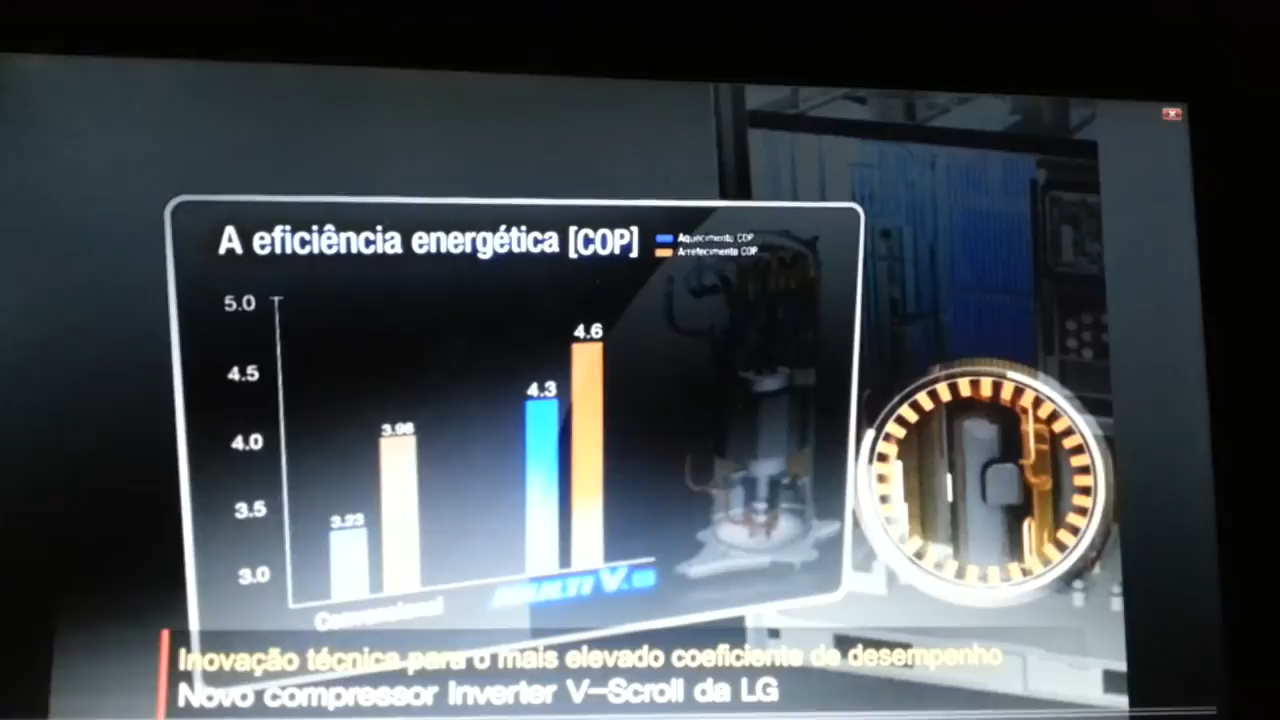 A eficiência energética [COP]
Aquecimento COP
Arrefecimento COP
5.0
4.5
4.0
3.5
3.0
3.23
3.98
4.3
4.6
Convencional
MULTI V.
Inovação técnica para o mais elevado coeficiente de desempenho
Novo compressor Inverter V-Scroll da LG